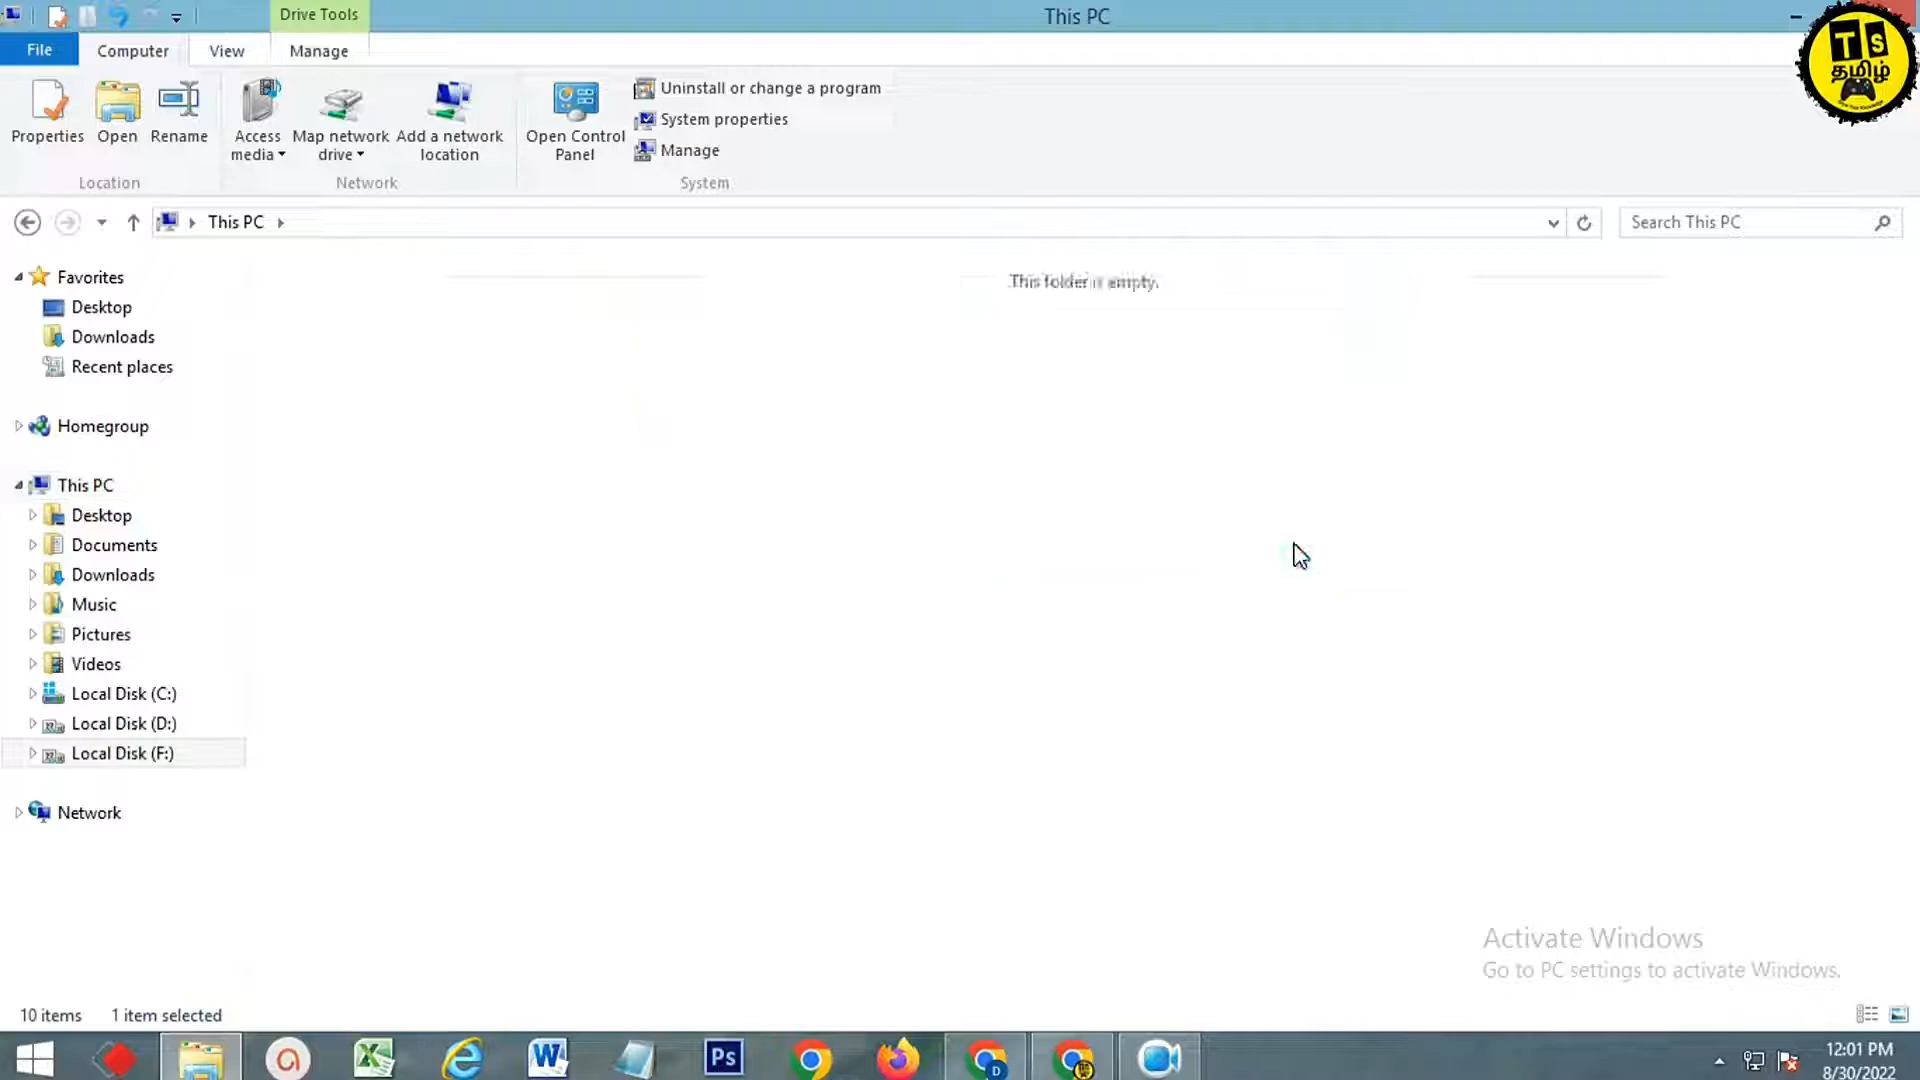 Drive Tools
This PC
File
Computer
View
Manage
Properties
Open
Rename
Access
media
Map network
drive
Add a network
location
Open Control
Panel
Uninstall or change a program
System properties
Manage
Location
Network
System
This PC
Search This PC
This folder is empty.
Favorites
Desktop
Downloads
Recent places
Homegroup
This PC
Desktop
Documents
Downloads
Music
Pictures
Videos
Local Disk (C:)
Local Disk (D:)
Local Disk (F:)
Network
Activate Windows
Go to PC settings to activate Windows.
10 items
1 item selected
Ps
D
12:01 PM
8/30/2022
TS
தமிழ்